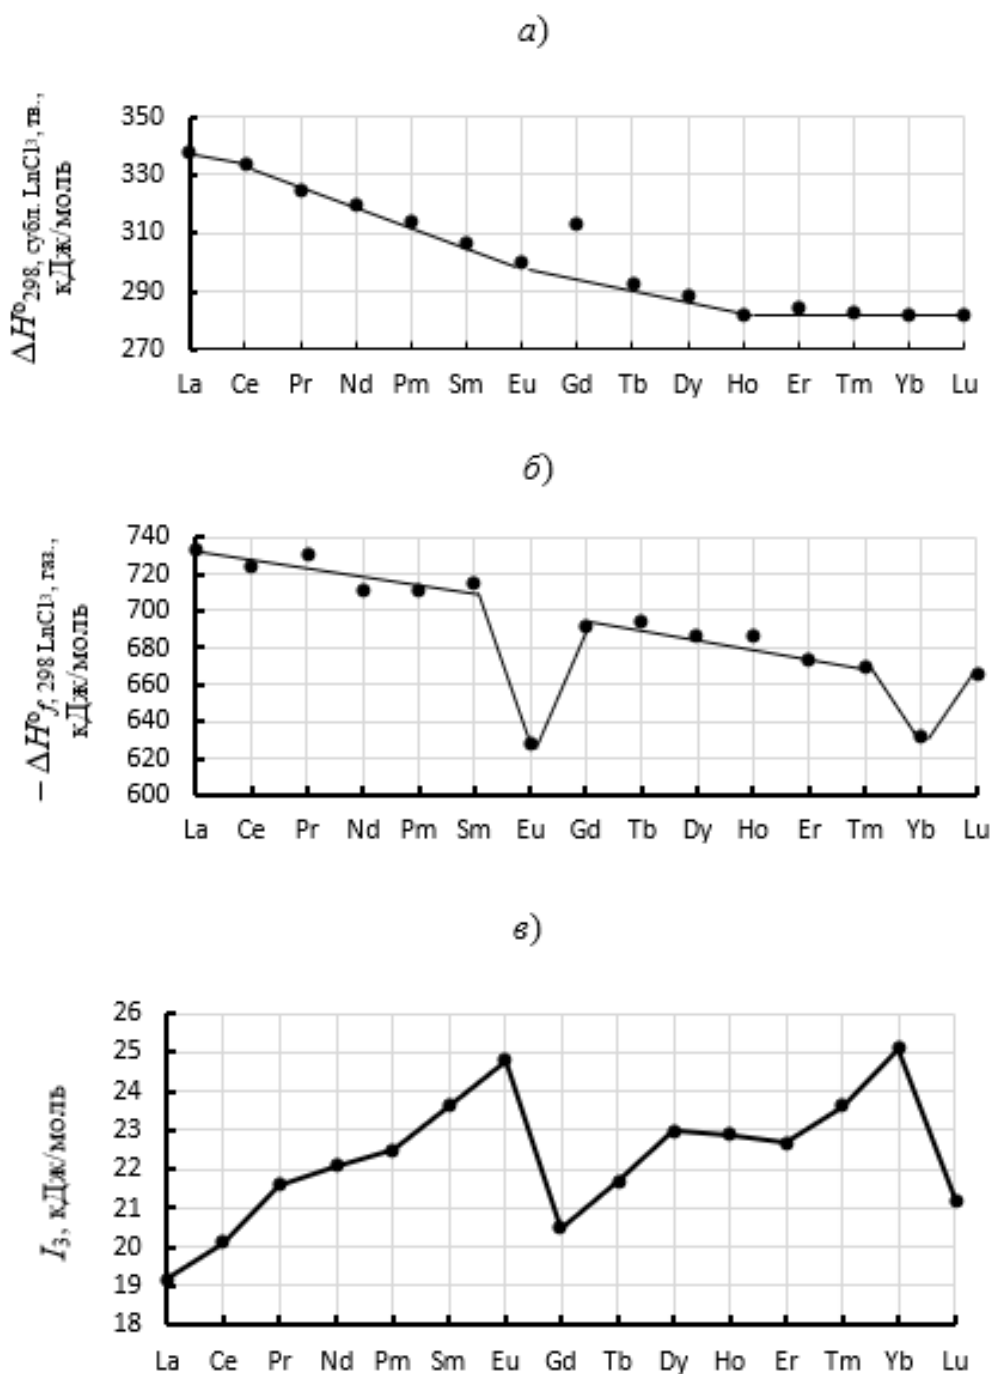 а)
ΔH°298, субл. LnCl3, тв.,
кДж/моль
350
330
310
290
270
La Ce Pr Nd Pm Sm Eu Gd Tb Dy Ho Er Tm Yb Lu
б)
− ΔH°f, 298 LnCl3, газ.,
кДж/моль
740
720
700
680
660
640
620
600
La Ce Pr Nd Pm Sm Eu Gd Tb Dy Ho Er Tm Yb Lu
в)
I3, кДж/моль
26
25
24
23
22
21
20
19
18
La Ce Pr Nd Pm Sm Eu Gd Tb Dy Ho Er Tm Yb Lu